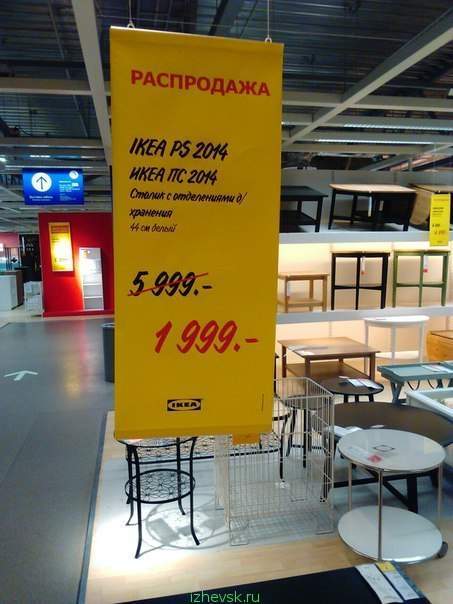 РАСПРОДАЖА
IKEA PS 2014
ИКЕА ПС 2014
Столик с отделениями д/
хранения
44 см белый
5 999.-
1 999.-
IKEA
izhevsk.ru